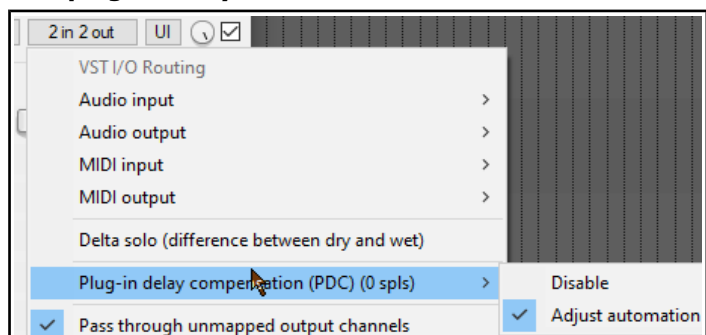 2 in 2 out UI
VST I/O Routing
Audio input
Audio output
MIDI input
MIDI output
Delta solo (difference between dry and wet)
Plug-in delay compensation (PDC) (0 spls)
Disable
Adjust automation
Pass through unmapped output channels